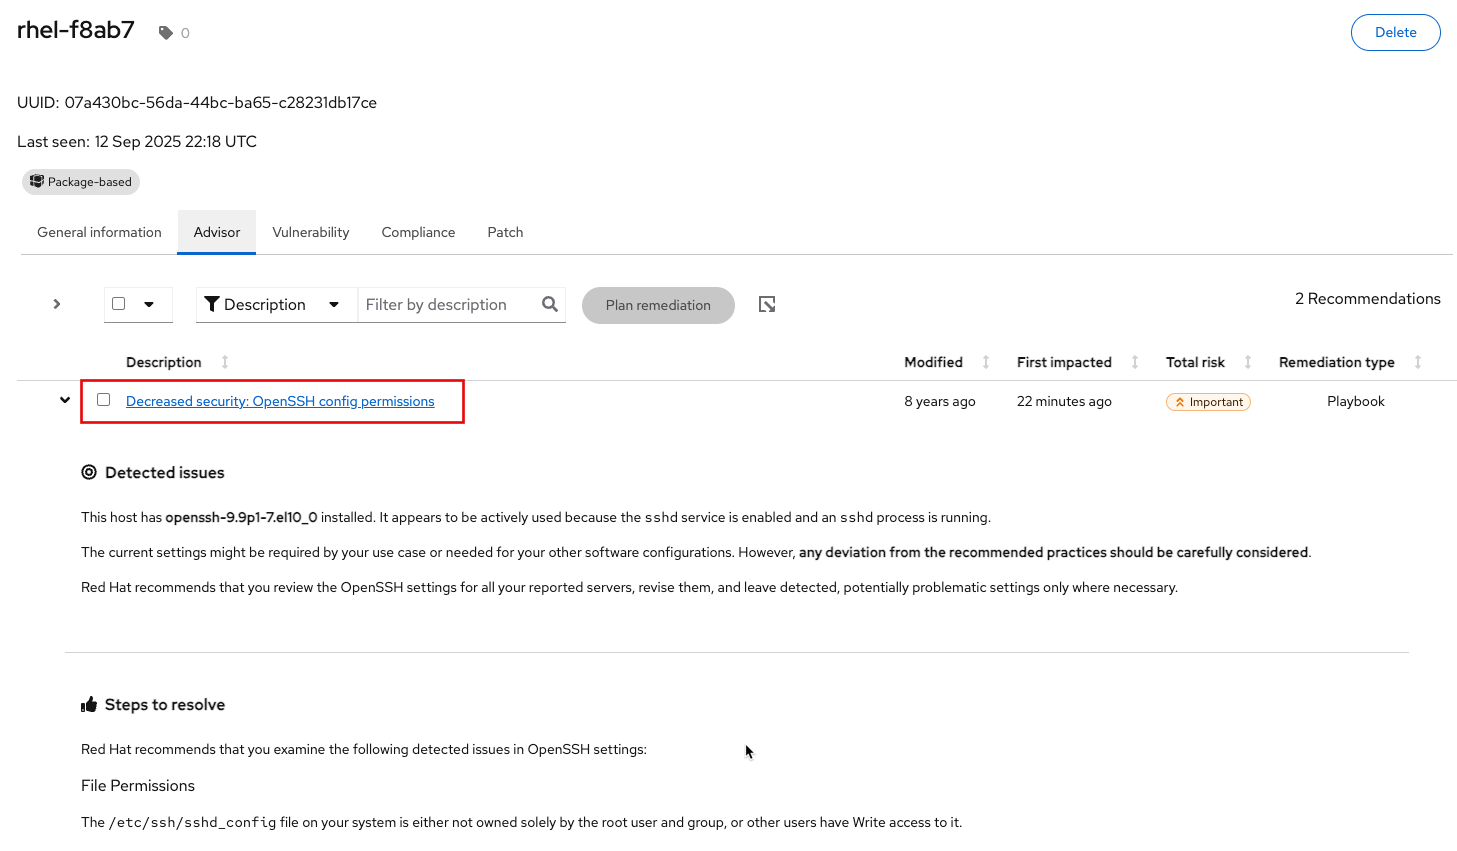 rhel-f8ab7 0 Delete
UUID: 07a430bc-56da-44bc-ba65-c28231db17ce
Last seen: 12 Sep 2025 22:18 UTC
Package-based
General information Advisor Vulnerability Compliance Patch
Description Filter by description Plan remediation 2 Recommendations
Description Modified First impacted Total risk Remediation type
Decreased security: OpenSSH config permissions 8 years ago 22 minutes ago Important Playbook
Detected issues
This host has openssh-9.9p1-7.el10_0 installed. It appears to be actively used because the sshd service is enabled and an sshd process is running.
The current settings might be required by your use case or needed for your other software configurations. However, any deviation from the recommended practices should be carefully considered.
Red Hat recommends that you review the OpenSSH settings for all your reported servers, revise them, and leave detected, potentially problematic settings only where necessary.
Steps to resolve
Red Hat recommends that you examine the following detected issues in OpenSSH settings:
File Permissions
The /etc/ssh/sshd_config file on your system is either not owned solely by the root user and group, or other users have Write access to it.